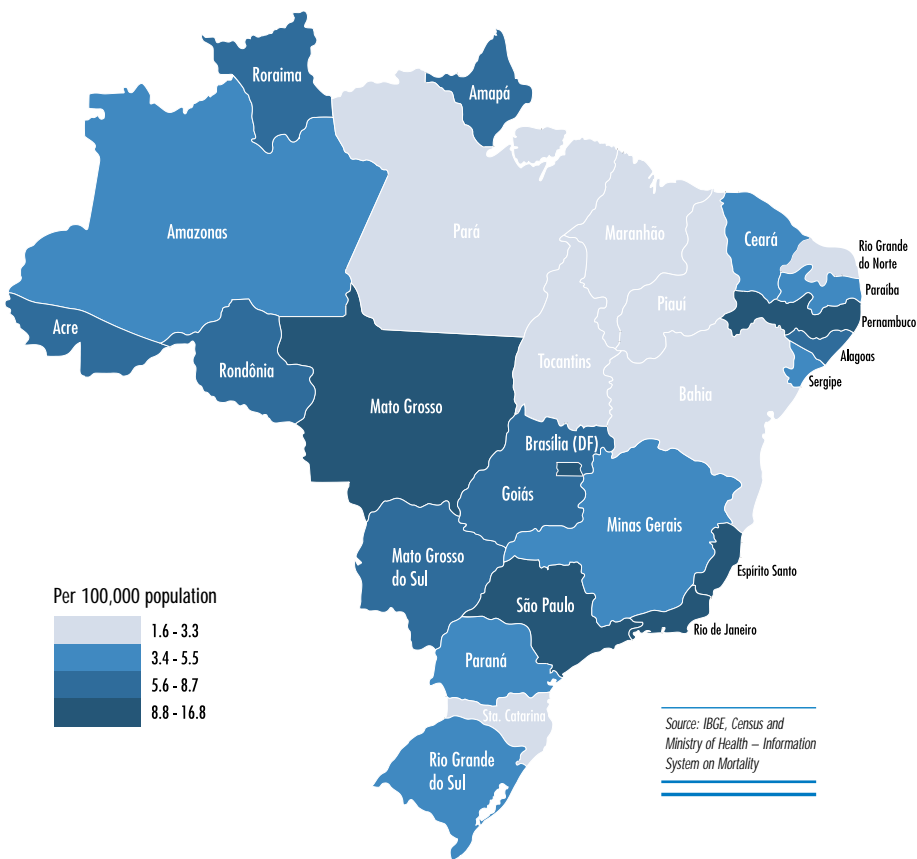 Roraima
Amapá
Amazonas
Pará
Maranhão
Ceará
Rio Grande
do Norte
Piauí
Paraíba
Pernambuco
Acre
Rondônia
Tocantins
Alagoas
Sergipe
Mato Grosso
Bahia
Brasília (DF)
Goiás
Minas Gerais
Mato Grosso
do Sul
Espírito Santo
São Paulo
Rio de Janeiro
Paraná
Sta. Catarina
Rio Grande
do Sul
Per 100,000 population
1.6 - 3.3
3.4 - 5.5
5.6 - 8.7
8.8 - 16.8
Source: IBGE, Census and
Ministry of Health – Information
System on Mortality